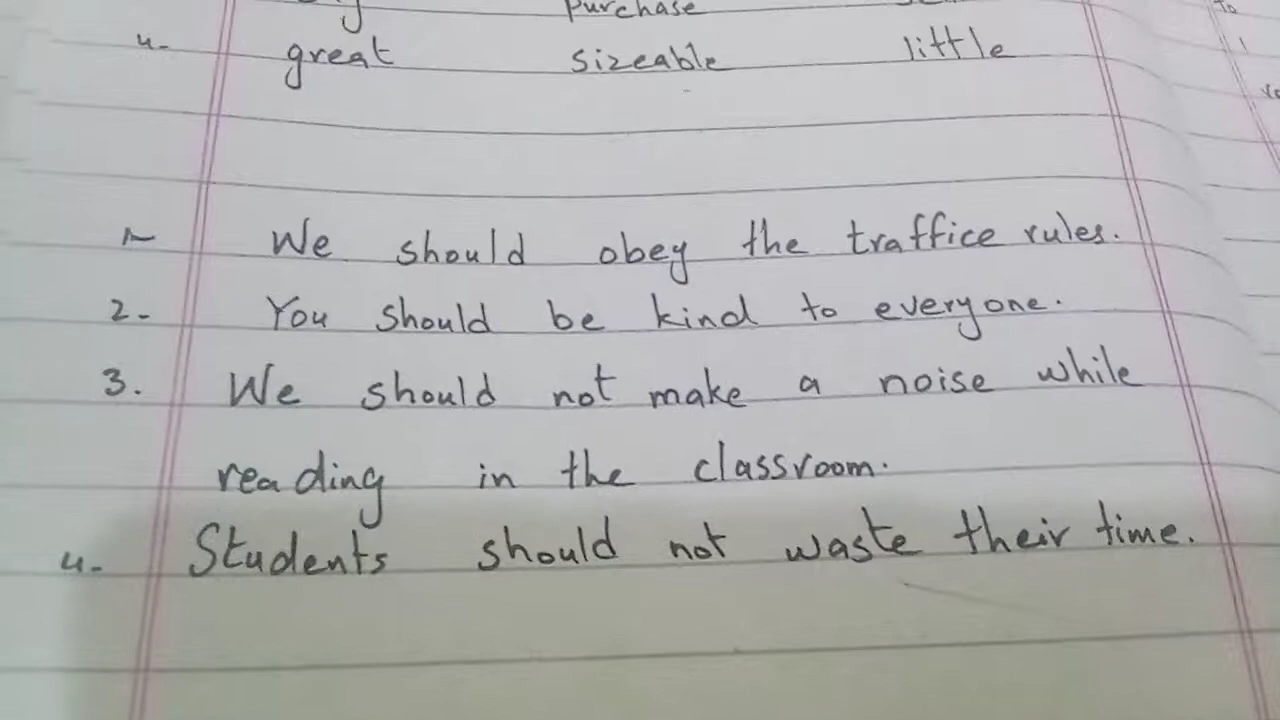 purchase
4- great sizeable little
To
1- We should obey the traffice rules.
2- You should be kind to everyone.
3. We should not make a noise while
reading in the classroom.
4- Students should not waste their time.